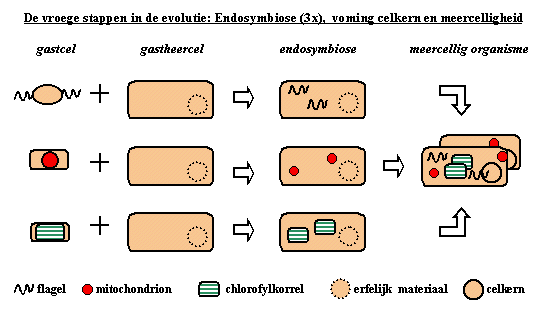 De vroege stappen in de evolutie: Endosymbiose (3x), voming celkern en meercelligheid
gastcel gastheercel endosymbiose meercellig organisme
flagel mitochondrion chlorofylkorrel erfelijk materiaal celkern